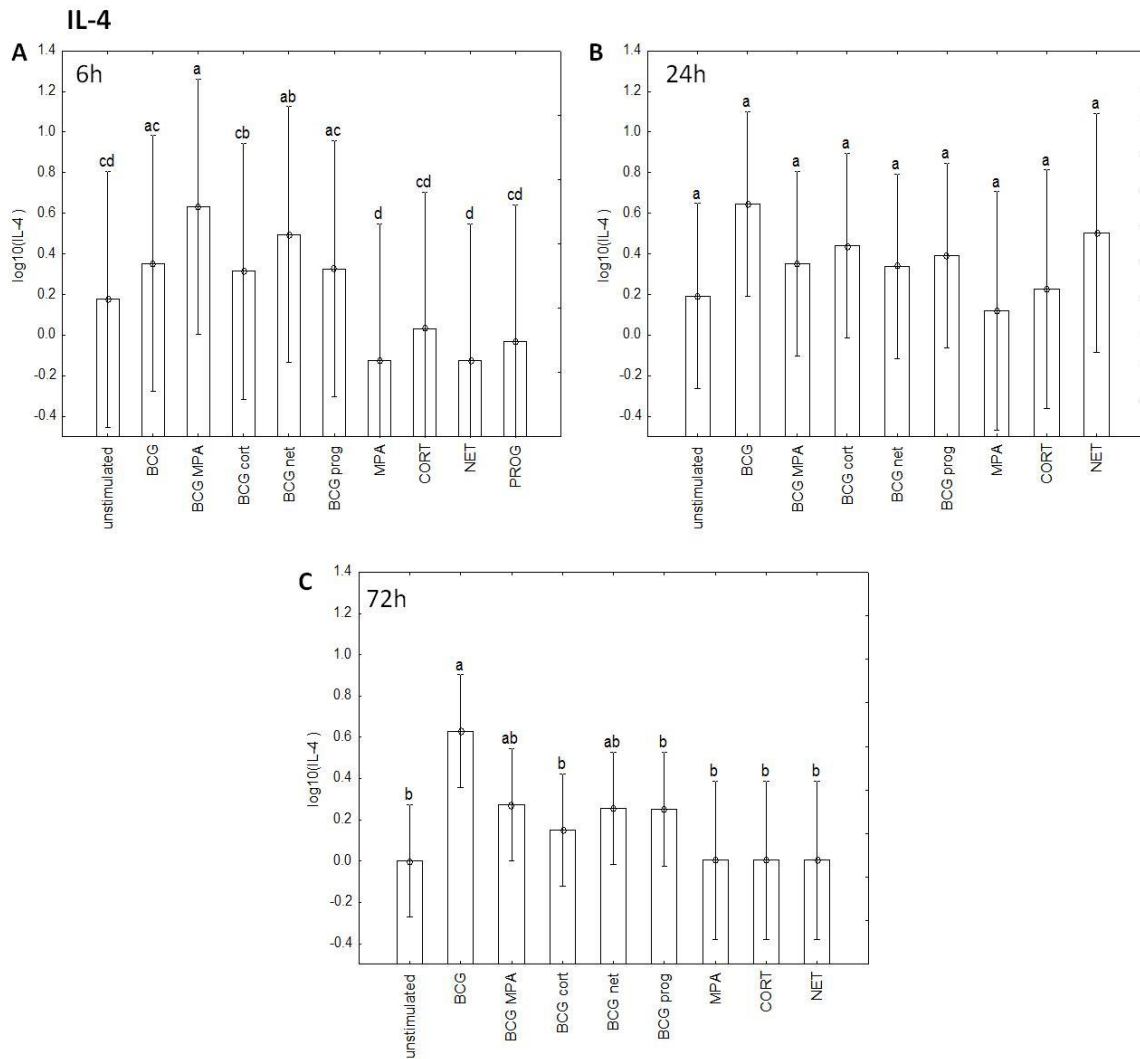 IL-4
A
6h
log10(IL-4 )
1.4
1.2
1.0
0.8
0.6
0.4
0.2
0.0
-0.2
-0.4
cd
ac
a
cb
ab
ac
d
cd
d
cd
unstimulated
BCG
BCG MPA
BCG cort
BCG net
BCG prog
MPA
CORT
NET
PROG
B
24h
log10(IL-4 )
1.4
1.2
1.0
0.8
0.6
0.4
0.2
0.0
-0.2
-0.4
a
a
a
a
a
a
a
a
a
unstimulated
BCG
BCG MPA
BCG cort
BCG net
BCG prog
MPA
CORT
NET
C
72h
log10(IL-4 )
1.4
1.2
1.0
0.8
0.6
0.4
0.2
0.0
-0.2
-0.4
b
a
ab
b
ab
b
b
b
b
unstimulated
BCG
BCG MPA
BCG cort
BCG net
BCG prog
MPA
CORT
NET